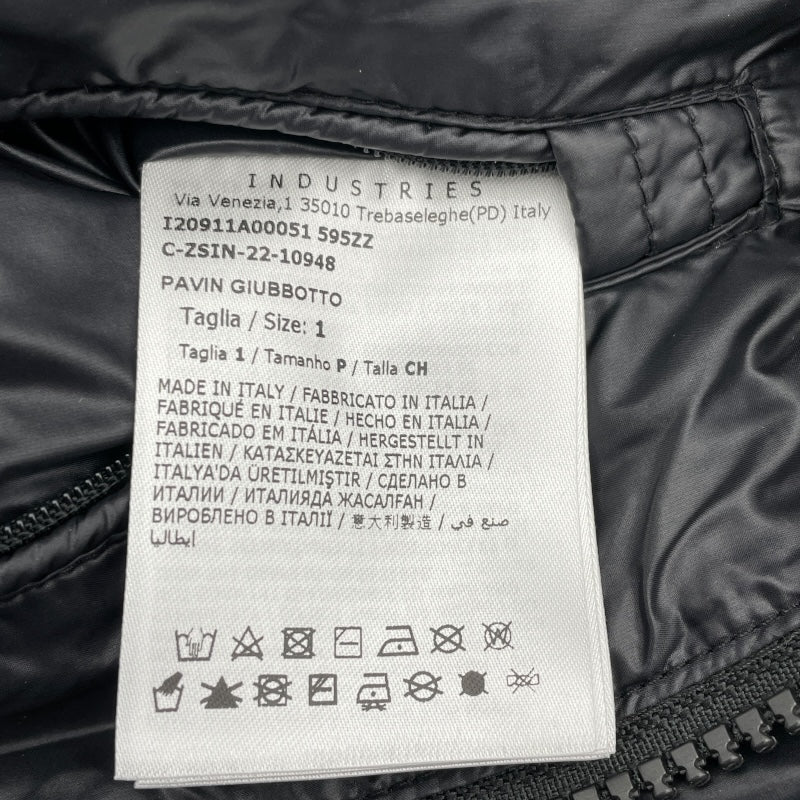 INDUSTRIES
Via Venezia,1 35010 Trebaseleghe(PD) Italy
I20911A00051 595ZZ
C-ZSIN-22-10948
PAVIN GIUBBOTTO
Taglia / Size: 1
Taglia 1 / Tamanho P / Talla CH
MADE IN ITALY / FABBRICATO IN ITALIA /
FABRIQUÉ EN ITALIE / HECHO EN ITALIA /
FABRICADO EM ITÁLIA / HERGESTELLT IN
ITALIEN / ΚΑΤΑΣΚΕΥΑΖΕΤΑΙ ΣΤΗΝ ΙΤΑΛΙΑ /
ITALYA'DA ÜRETILMIŞTIR / СДЕЛАНО В
ИТАЛИИ / ИТАЛИЯДА ЖАСАЛҒАН /
ВИРОБЛЕНО В ІТАЛІЇ / 意大利製造 / صنع في
ايطاليا
W